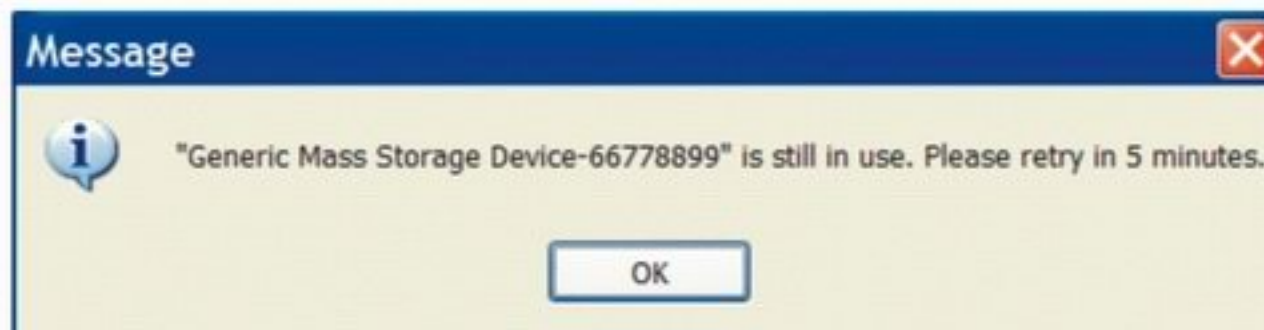 Message
"Generic Mass Storage Device-66778899" is still in use. Please retry in 5 minutes.
OK